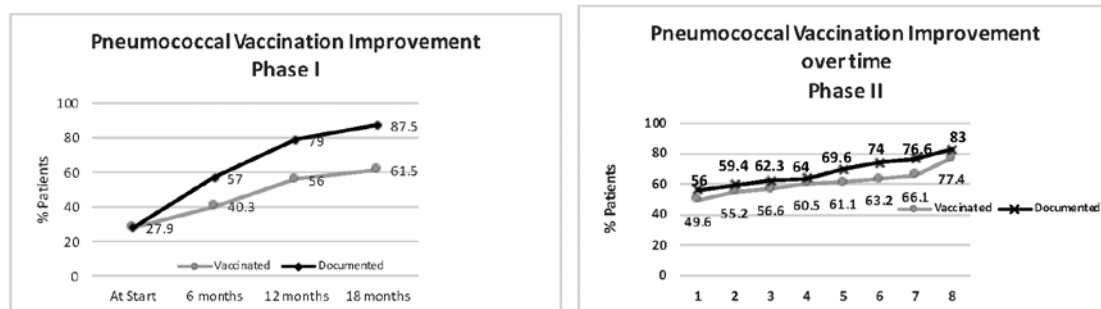 Pneumococcal Vaccination Improvement
Phase I
% Patients
100
80
60
40
20
0
27.9
57
79
87.5
40.3
56
61.5
Vaccinated
Documented
At Start
6 months
12 months
18 months
Pneumococcal Vaccination Improvement
over time
Phase II
% Patients
100
80
60
40
20
0
56
59.4
62.3
64
69.6
74
76.6
83
49.6
55.2
56.6
60.5
61.1
63.2
66.1
77.4
Vaccinated
Documented
1
2
3
4
5
6
7
8